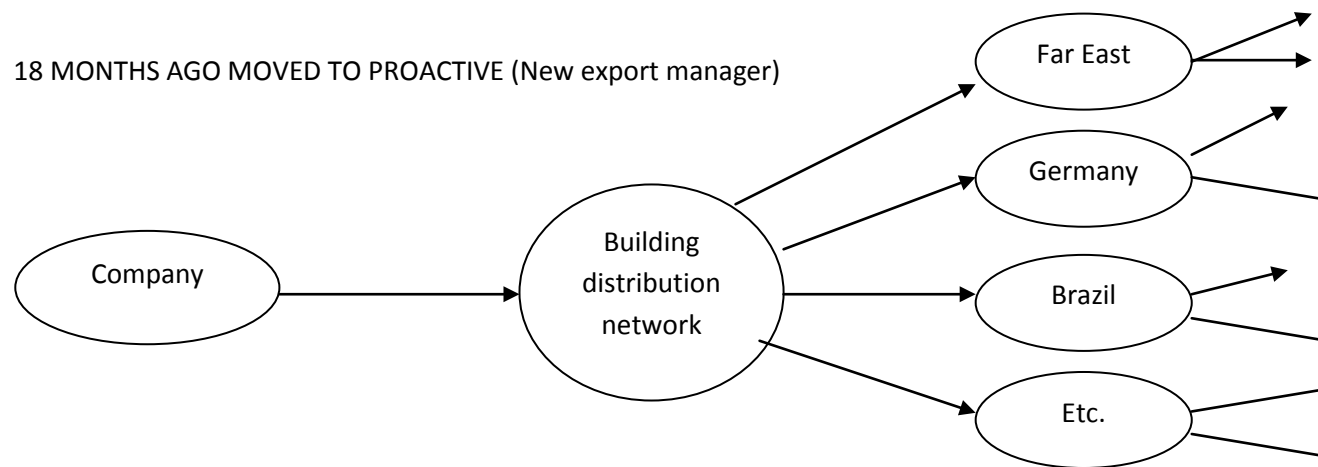 18 MONTHS AGO MOVED TO PROACTIVE (New export manager)
Far East
Germany
Company
Building
distribution
network
Brazil
Etc.